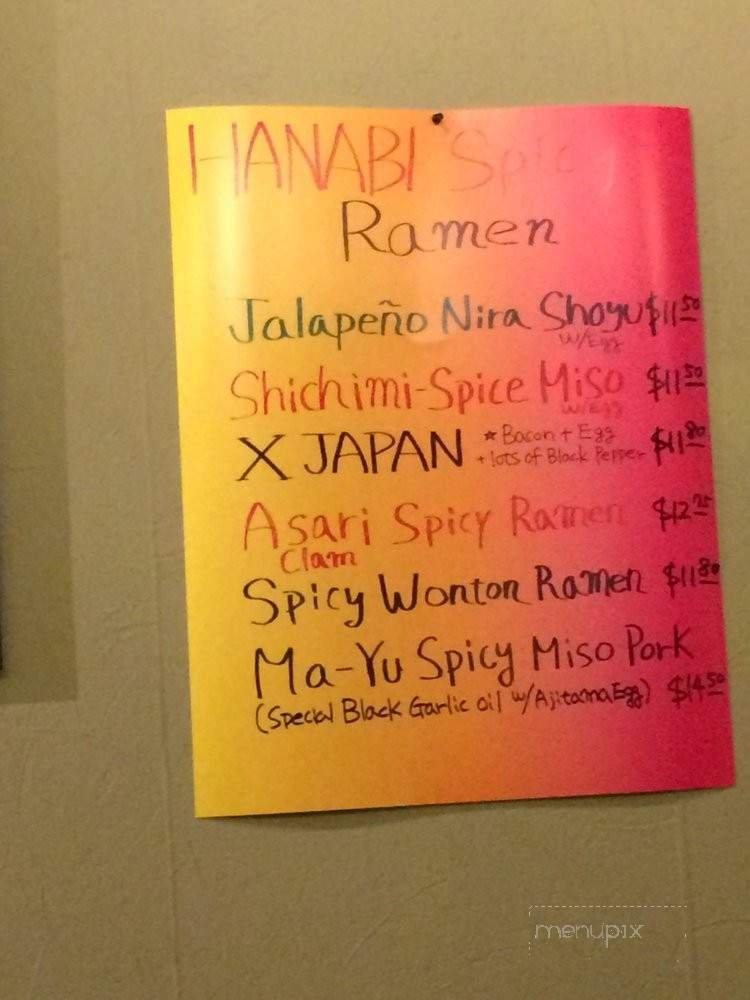 HANABI Spicy
Ramen
Jalapeño Nira Shoyu $11.50
w/Egg
Shichimi-Spice Miso $11.50
w/Egg
X JAPAN ★Bacon + Egg $11.80
+ lots of Black Pepper
Asari Spicy Ramen $12.75
Clam
Spicy Wonton Ramen $11.80
Ma-Yu Spicy Miso Pork
(Special Black Garlic oil w/Ajitama Egg) $14.50
menupix